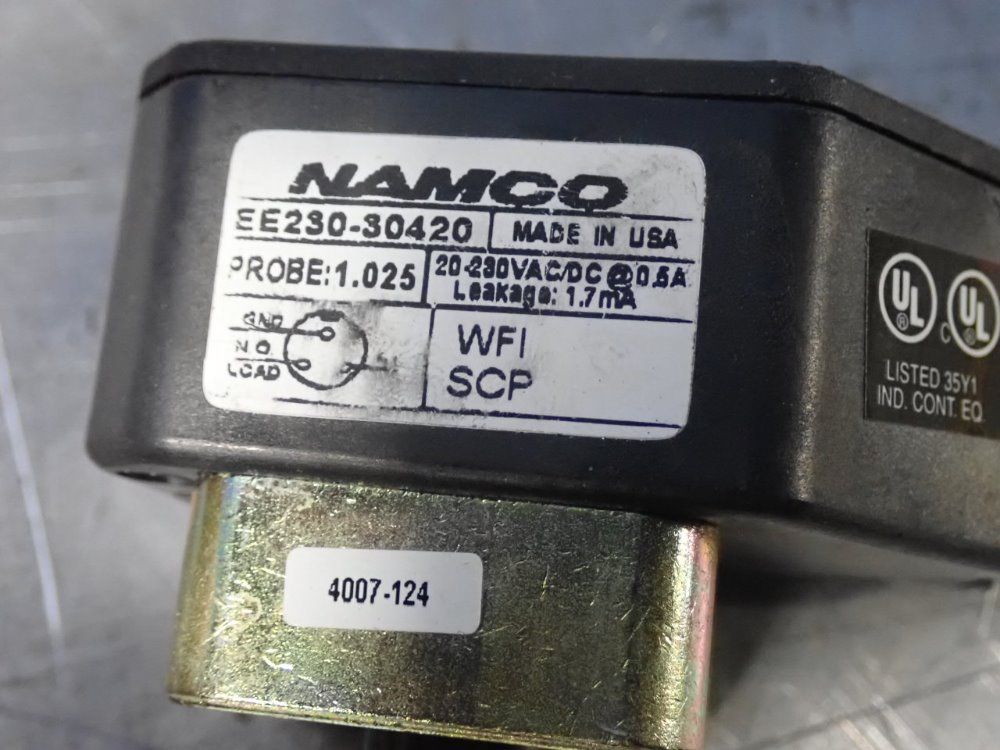 NAMCO
EE230-30420
MADE IN USA
PROBE:1.025
20-230VAC/DC @ 0.5A
Leakage: 1.7mA
GND
NO
LOAD
WFI
SCP
UL
®
C
UL
LISTED 35Y1
IND. CONT. EQ.
4007-124